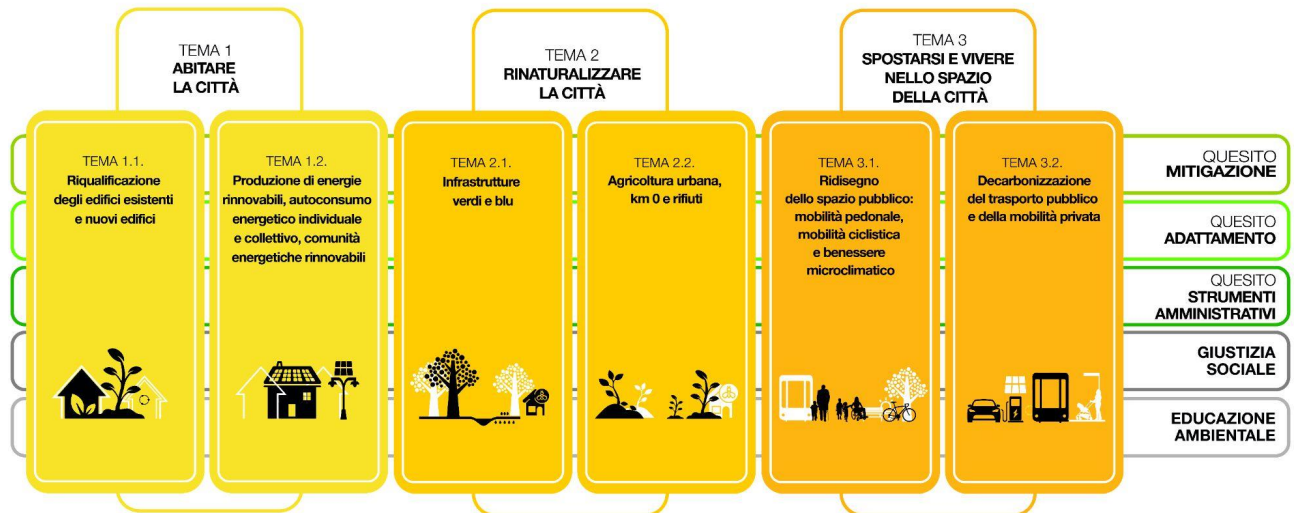 TEMA 1
ABITARE
LA CITTÀ
TEMA 2
RINATURALIZZARE
LA CITTÀ
TEMA 3
SPOSTARSI E VIVERE
NELLO SPAZIO
DELLA CITTÀ
TEMA 1.1.
Riqualificazione
degli edifici esistenti
e nuovi edifici
TEMA 1.2.
Produzione di energie
rinnovabili, autoconsumo
energetico individuale
e collettivo, comunità
energetiche rinnovabili
TEMA 2.1.
Infrastrutture
verdi e blu
TEMA 2.2.
Agricoltura urbana,
km 0 e rifiuti
TEMA 3.1.
Ridisegno
dello spazio pubblico:
mobilità pedonale,
mobilità ciclistica
e benessere
microclimatico
TEMA 3.2.
Decarbonizzazione
del trasporto pubblico
e della mobilità privata
QUESITO
MITIGAZIONE
QUESITO
ADATTAMENTO
QUESITO
STRUMENTI
AMMINISTRATIVI
GIUSTIZIA
SOCIALE
EDUCAZIONE
AMBIENTALE